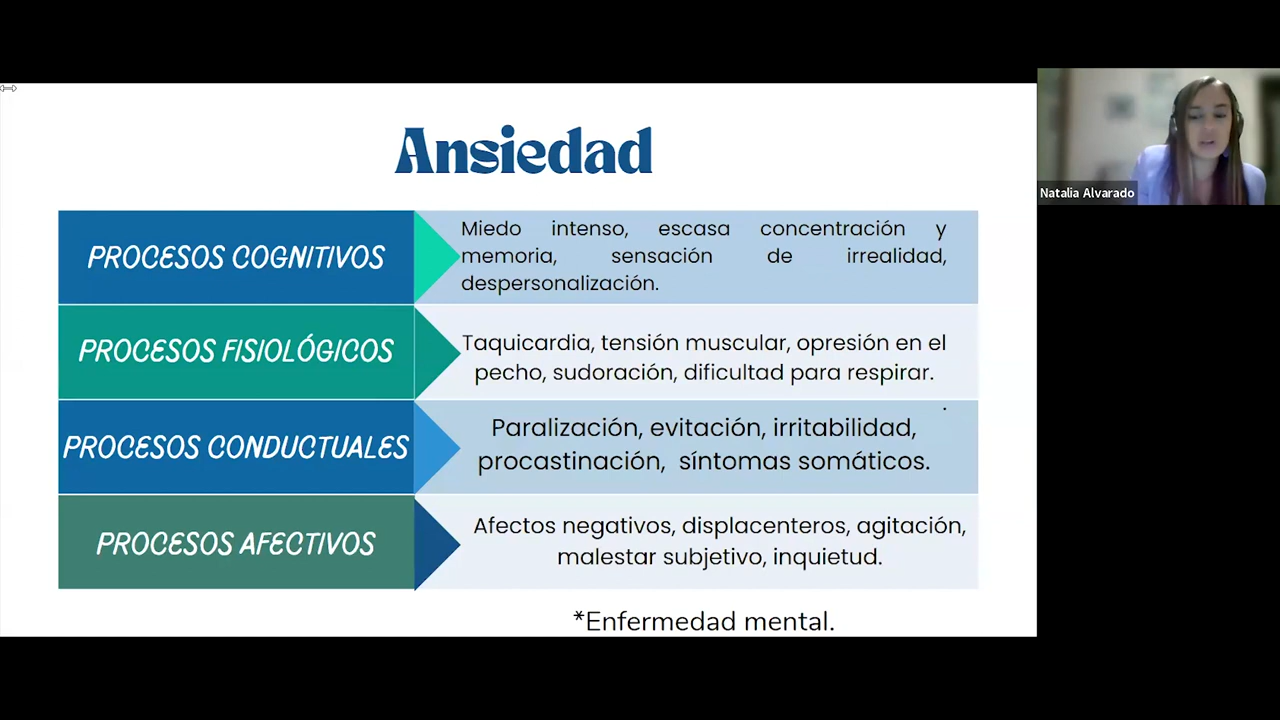 Ansiedad
PROCESOS COGNITIVOS
Miedo intenso, escasa concentración y
memoria, sensación de irrealidad,
despersonalización.
PROCESOS FISIOLÓGICOS
Taquicardia, tensión muscular, opresión en el
pecho, sudoración, dificultad para respirar.
.
PROCESOS CONDUCTUALES
Paralización, evitación, irritabilidad,
procastinación, síntomas somáticos.
PROCESOS AFECTIVOS
Afectos negativos, displacenteros, agitación,
malestar subjetivo, inquietud.
*Enfermedad mental.
Natalia Alvarado